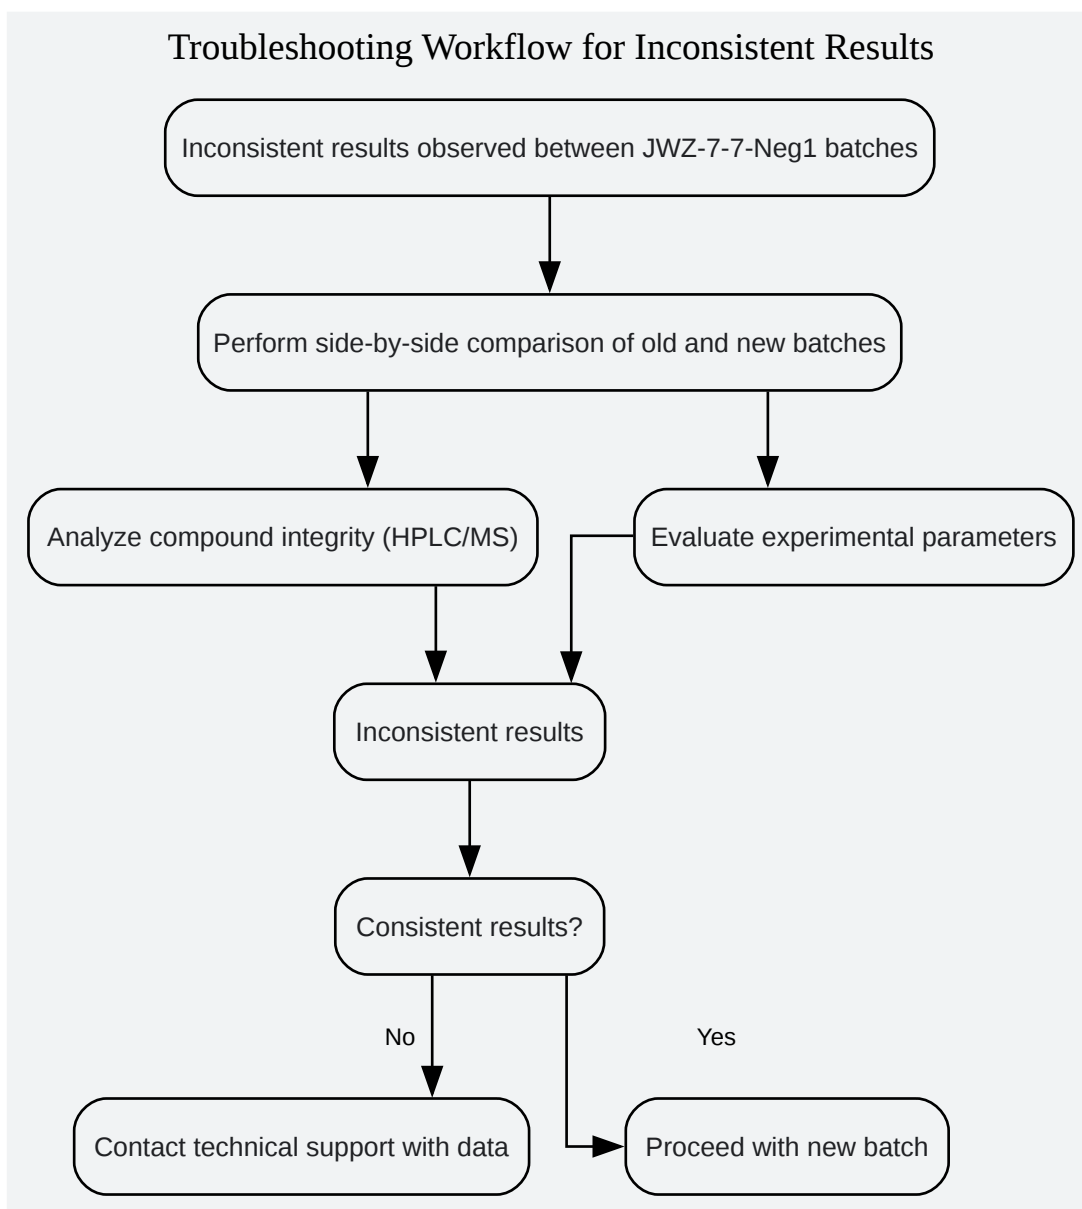 Troubleshooting Workflow for Inconsistent Results
Inconsistent results observed between JWZ-7-7-Neg1 batches
Perform side-by-side comparison of old and new batches
Analyze compound integrity (HPLC/MS)
Evaluate experimental parameters
Inconsistent results
Consistent results?
No
Yes
Contact technical support with data
Proceed with new batch